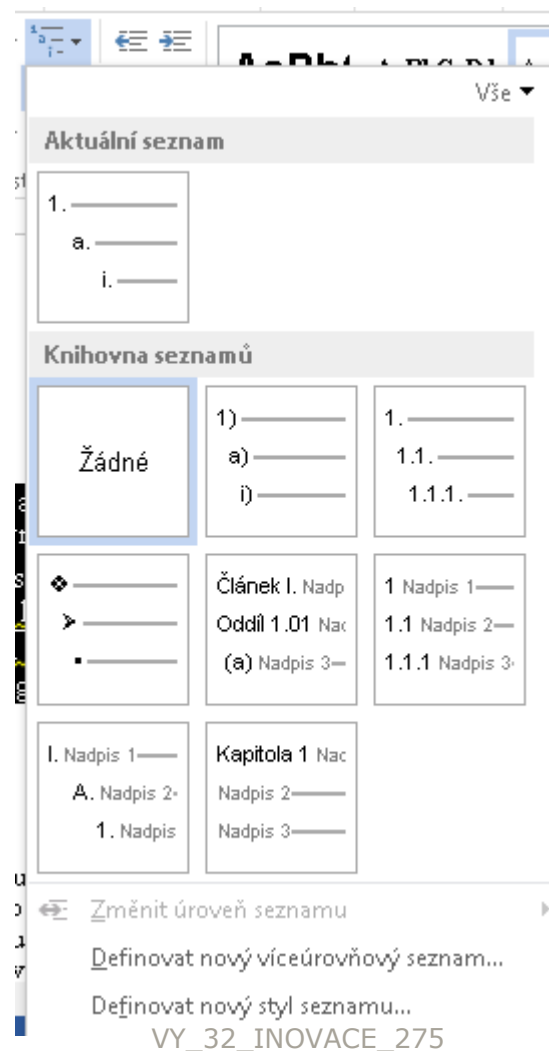 Vše
Aktuální seznam
1.
a.
i.
Knihovna seznamů
Žádné
1)
a)
i)
1.
1.1.
1.1.1.
Článek I. Nadp
Oddíl 1.01 Nac
(a) Nadpis 3
1 Nadpis 1
1.1 Nadpis 2
1.1.1 Nadpis 3
I. Nadpis 1
A. Nadpis 2
1. Nadpis
Kapitola 1 Nac
Nadpis 2
Nadpis 3
Změnit úroveň seznamu
Definovat nový víceúrovňový seznam...
Definovat nový styl seznamu...
VY_32_INOVACE_275